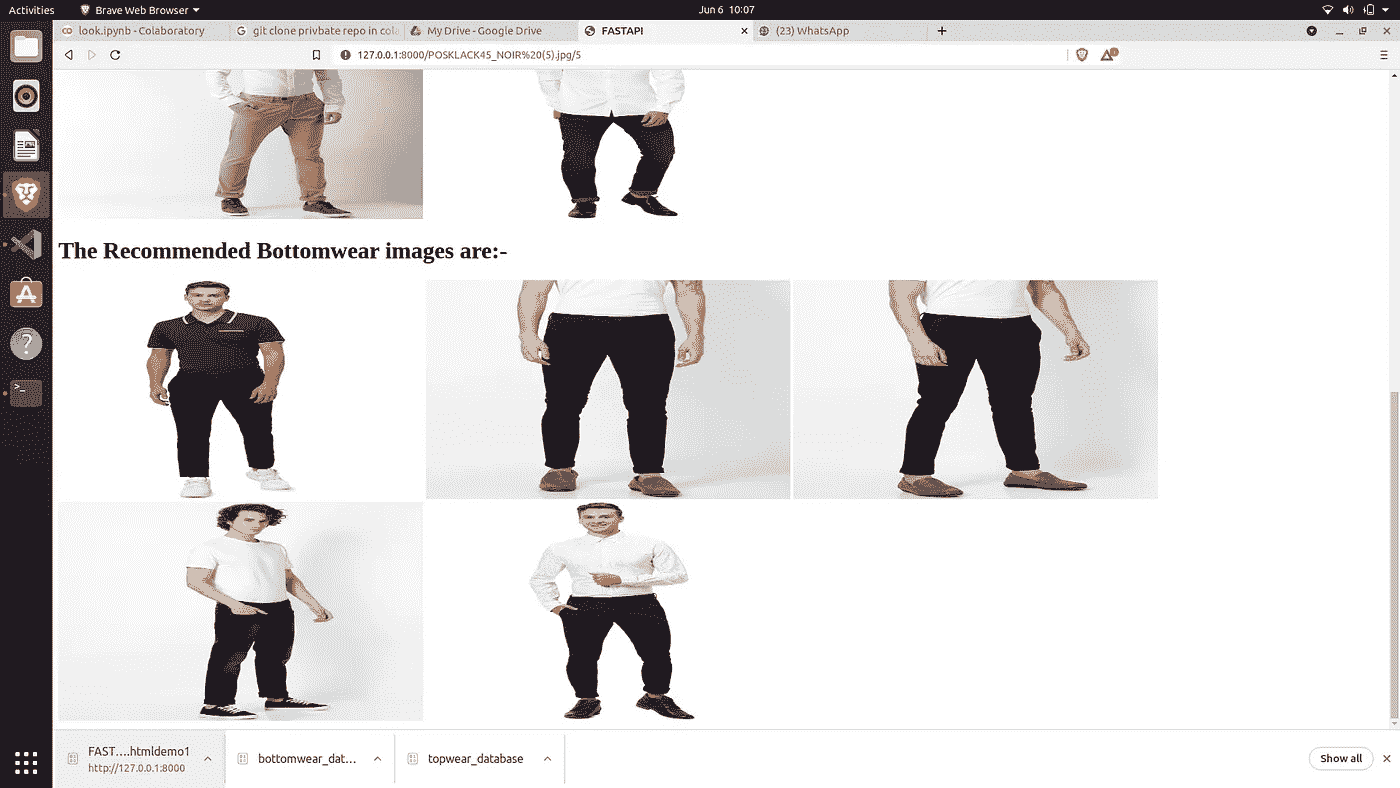 Activities
Brave Web Browser
Jun 6 10:07
look.ipynb - Colaboratory
git clone privbate repo in cola
My Drive - Google Drive
FASTAPI
(23) WhatsApp
127.0.0.1:8000/POSKLACK45_NOIR%20(5).jpg/5
The Recommended Bottomwear images are:-
FAST....htmldemo1
http://127.0.0.1:8000
bottomwear_dat...
topwear_database
Show all